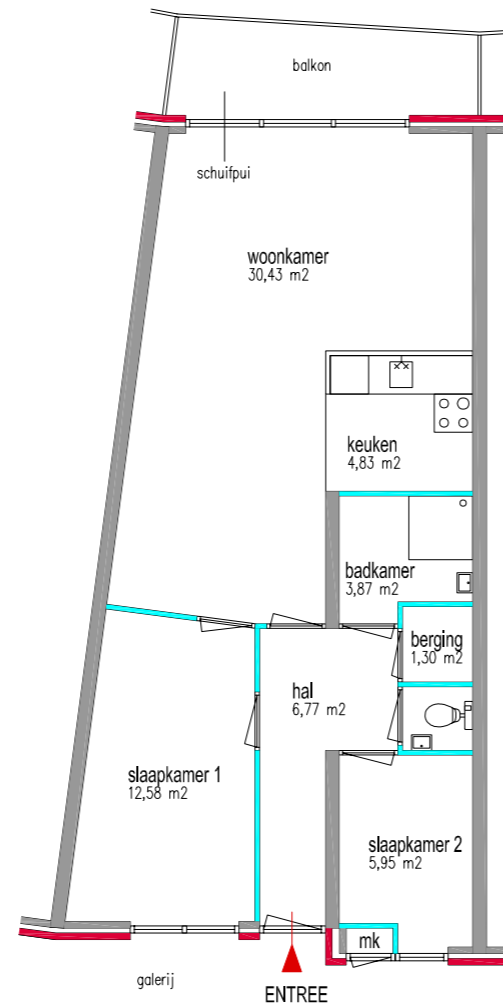 balkon
schuifpui
woonkamer
30,43 m2
keuken
4,83 m2
badkamer
3,87 m2
berging
1,30 m2
hal
6,77 m2
slaapkamer 1
12,58 m2
slaapkamer 2
5,95 m2
mk
galerij
ENTREE